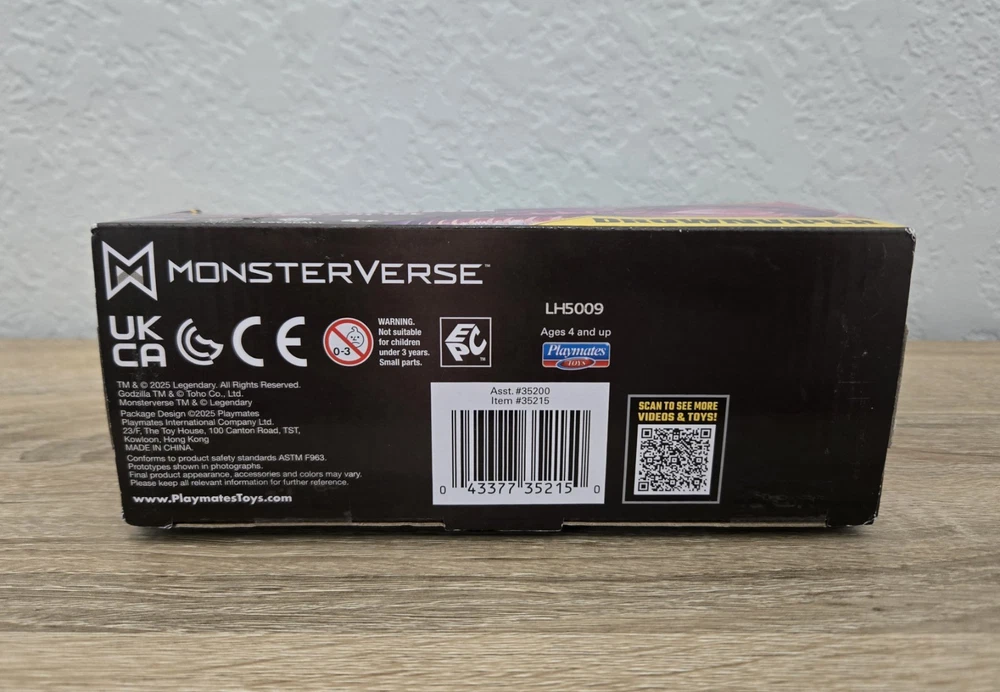 MONSTERVERSE™
UK
CA
CE
0-3
WARNING.
Not suitable
for children
under 3 years.
Small parts.
EC
PC™
LH5009
Ages 4 and up
Playmates
TOYS
TM & © 2025 Legendary. All Rights Reserved.
Godzilla TM & © Toho Co., Ltd.
Monsterverse TM & © Legendary
Package Design ©2025 Playmates
Playmates International Company Ltd.
23/F, The Toy House, 100 Canton Road, TST,
Kowloon, Hong Kong
MADE IN CHINA.
Conforms to product safety standards ASTM F963.
Prototypes shown in photographs.
Final product appearance, accessories and colors may vary.
Please keep all relevant information for further reference.
www.PlaymatesToys.com
Asst. #35200
Item #35215
0 43377 35215 0
SCAN TO SEE MORE
VIDEOS & TOYS!